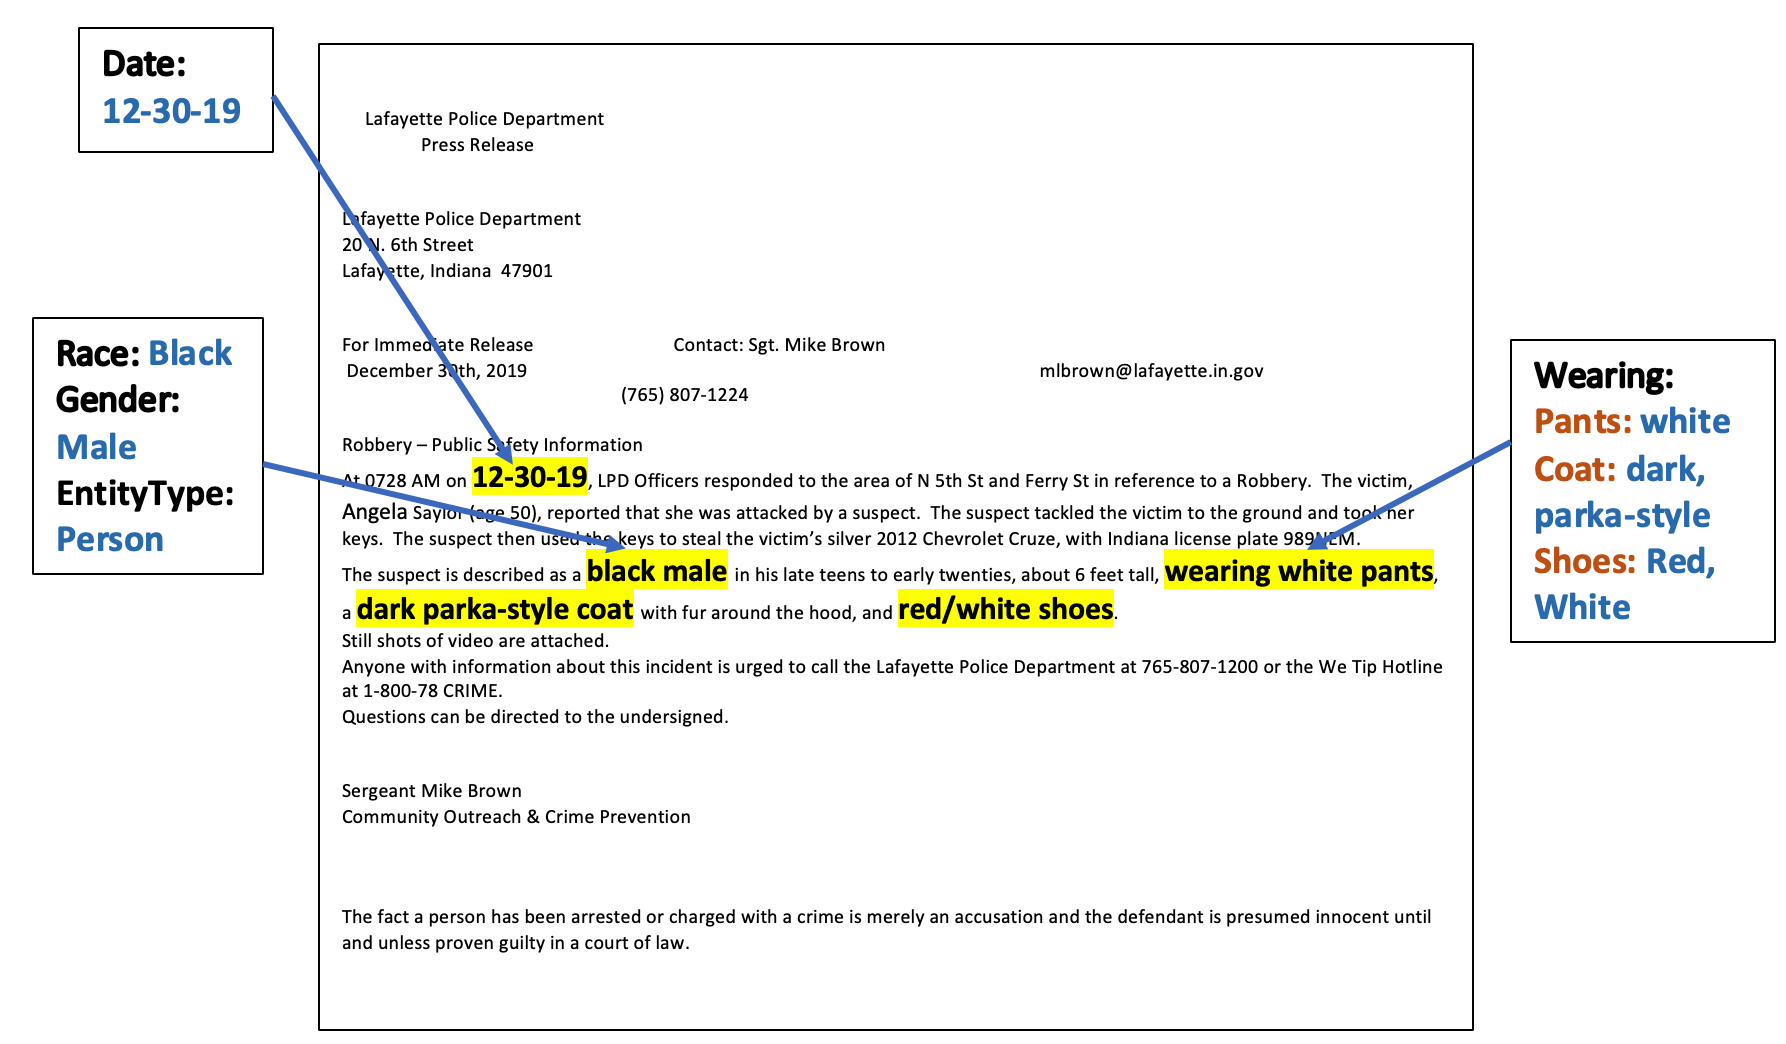 Date:
12-30-19
Lafayette Police Department
Press Release
Lafayette Police Department
20 N. 6th Street
Lafayette, Indiana  47901
Race: Black
Gender:
Male
EntityType:
Person
For Immediate Release Contact: Sgt. Mike Brown
December 30th, 2019 mlbrown@lafayette.in.gov
(765) 807-1224
Robbery – Public Safety Information
At 0728 AM on 12-30-19, LPD Officers responded to the area of N 5th St and Ferry St in reference to a Robbery.  The victim,
Angela Saylor (age 50), reported that she was attacked by a suspect.  The suspect tackled the victim to the ground and took her
keys.  The suspect then used the keys to steal the victim’s silver 2012 Chevrolet Cruze, with Indiana license plate
The suspect is described as a black male in his late teens to early twenties, about 6 feet tall, wearing white pants,
a dark parka-style coat with fur around the hood, and red/white shoes.
Still shots of video are attached.
Anyone with information about this incident is urged to call the Lafayette Police Department at 765-807-1200 or the We Tip Hotline
at 1-800-78 CRIME.
Questions can be directed to the undersigned.
Sergeant Mike Brown
Community Outreach & Crime Prevention
The fact a person has been arrested or charged with a crime is merely an accusation and the defendant is presumed innocent until
and unless proven guilty in a court of law.
Wearing:
Pants: white
Coat: dark,
parka-style
Shoes: Red,
White